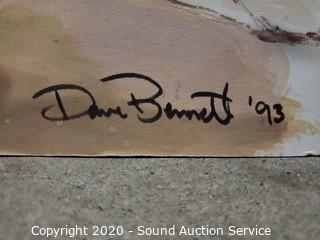 Dave Bennett '93
Copyright 2020 - Sound Auction Service